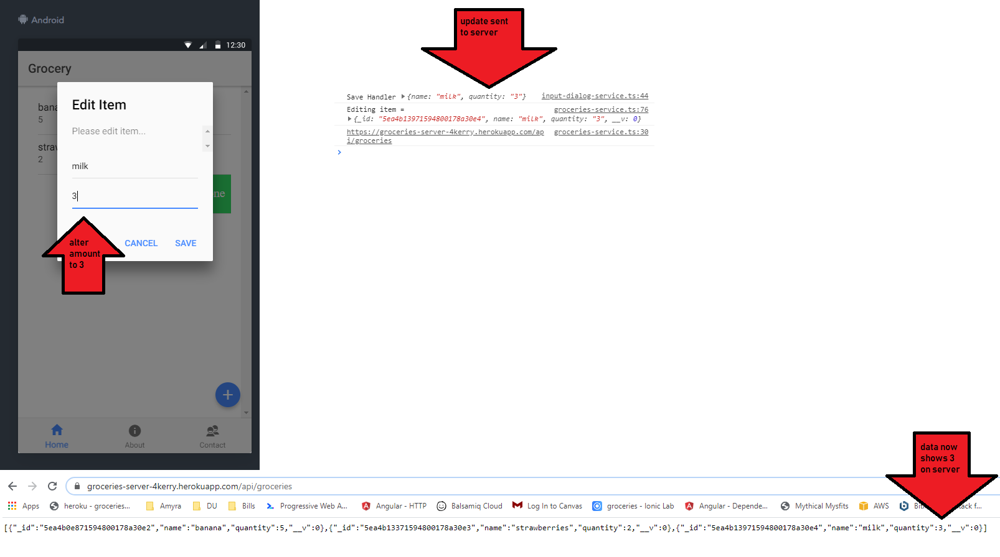 Android
12:30
Grocery
bana
5
straw
2
ne
Edit Item
Please edit item...
milk
3
CANCEL
SAVE
alter
amount
to 3
Home
About
Contact
update sent
to server
Save Handler ▶{name: "milk", quantity: "3"} input-dialog-service.ts:44
Editing item = groceries-service.ts:76
▶{_id: "5ea4b13971594800178a30e4", name: "milk", quantity: "3", __v: 0}
https://groceries-server-4kerry.herokuapp.com/ap groceries-service.ts:30
i/groceries
data now
shows 3
on server
groceries-server-4kerry.herokuapp.com/api/groceries
Apps heroku - groceries... Amyra DU Bills Progressive Web A... Angular - HTTP Balsamiq Cloud Log In to Canvas groceries - Ionic Lab Angular - Depende... Mythical Mysfits AWS Bit ack f...
[{"_id":"5ea4b0e871594800178a30e2","name":"banana","quantity":5,"__v":0},{"_id":"5ea4b13371594800178a30e3","name":"strawberries","quantity":2,"__v":0},{"_id":"5ea4b13971594800178a30e4","name":"milk","quantity":3,"__v":0}]